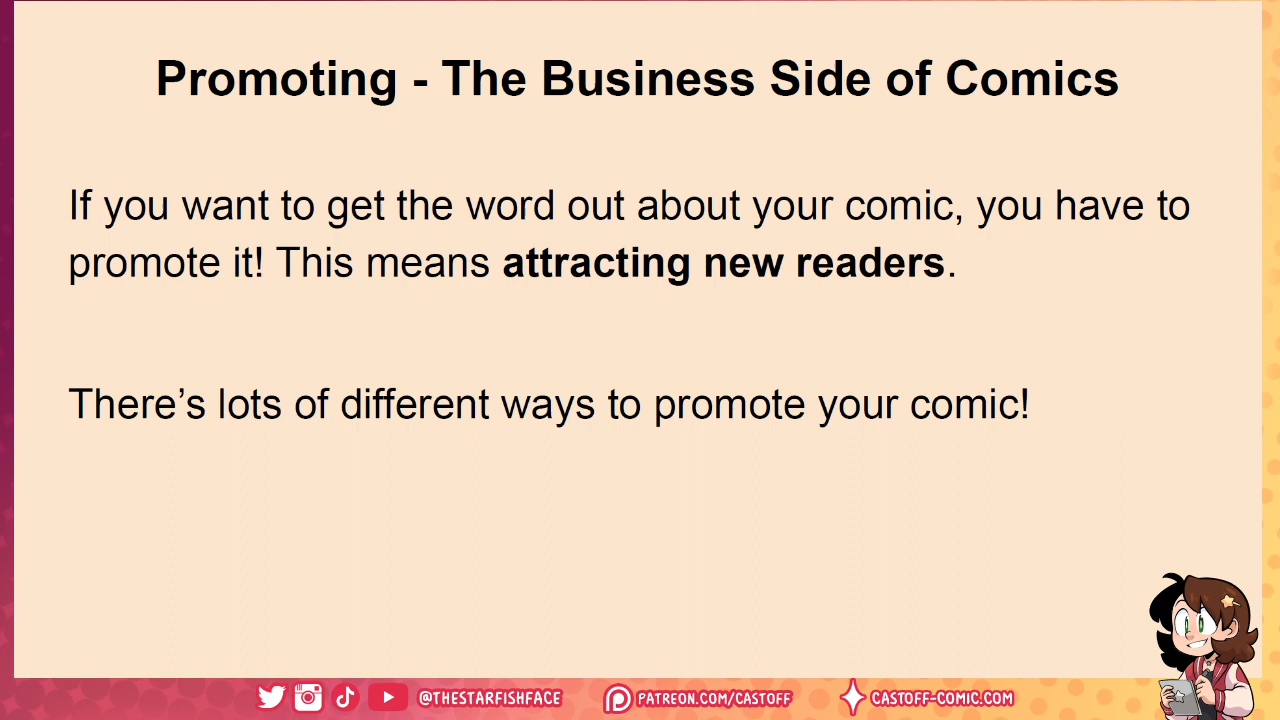 Promoting - The Business Side of Comics
If you want to get the word out about your comic, you have to
promote it! This means attracting new readers.
There’s lots of different ways to promote your comic!
@THESTARFISHFACE PATREON.COM/CASTOFF CASTOFF-COMIC.COM